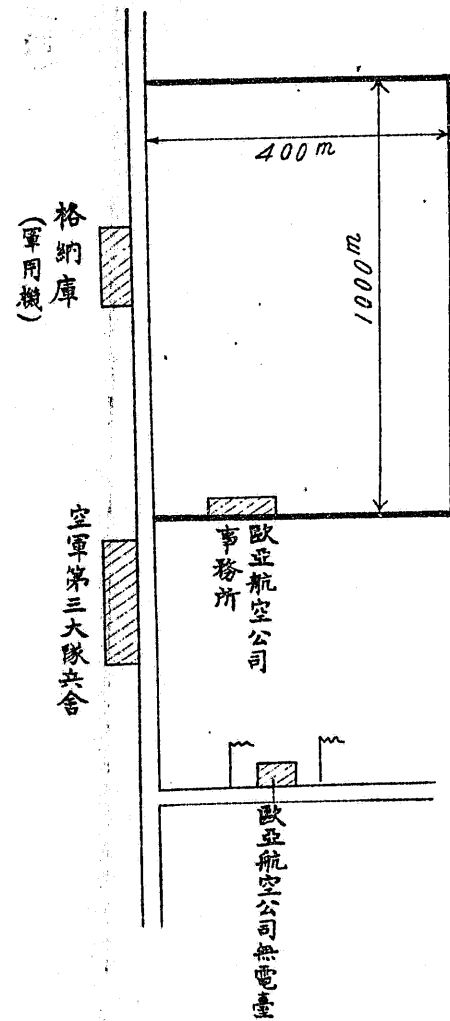 400m
1000m
格納庫
(軍用機)
空軍第三大隊兵舎
歐亞航空公司
事務所
歐亞航空公司無電臺